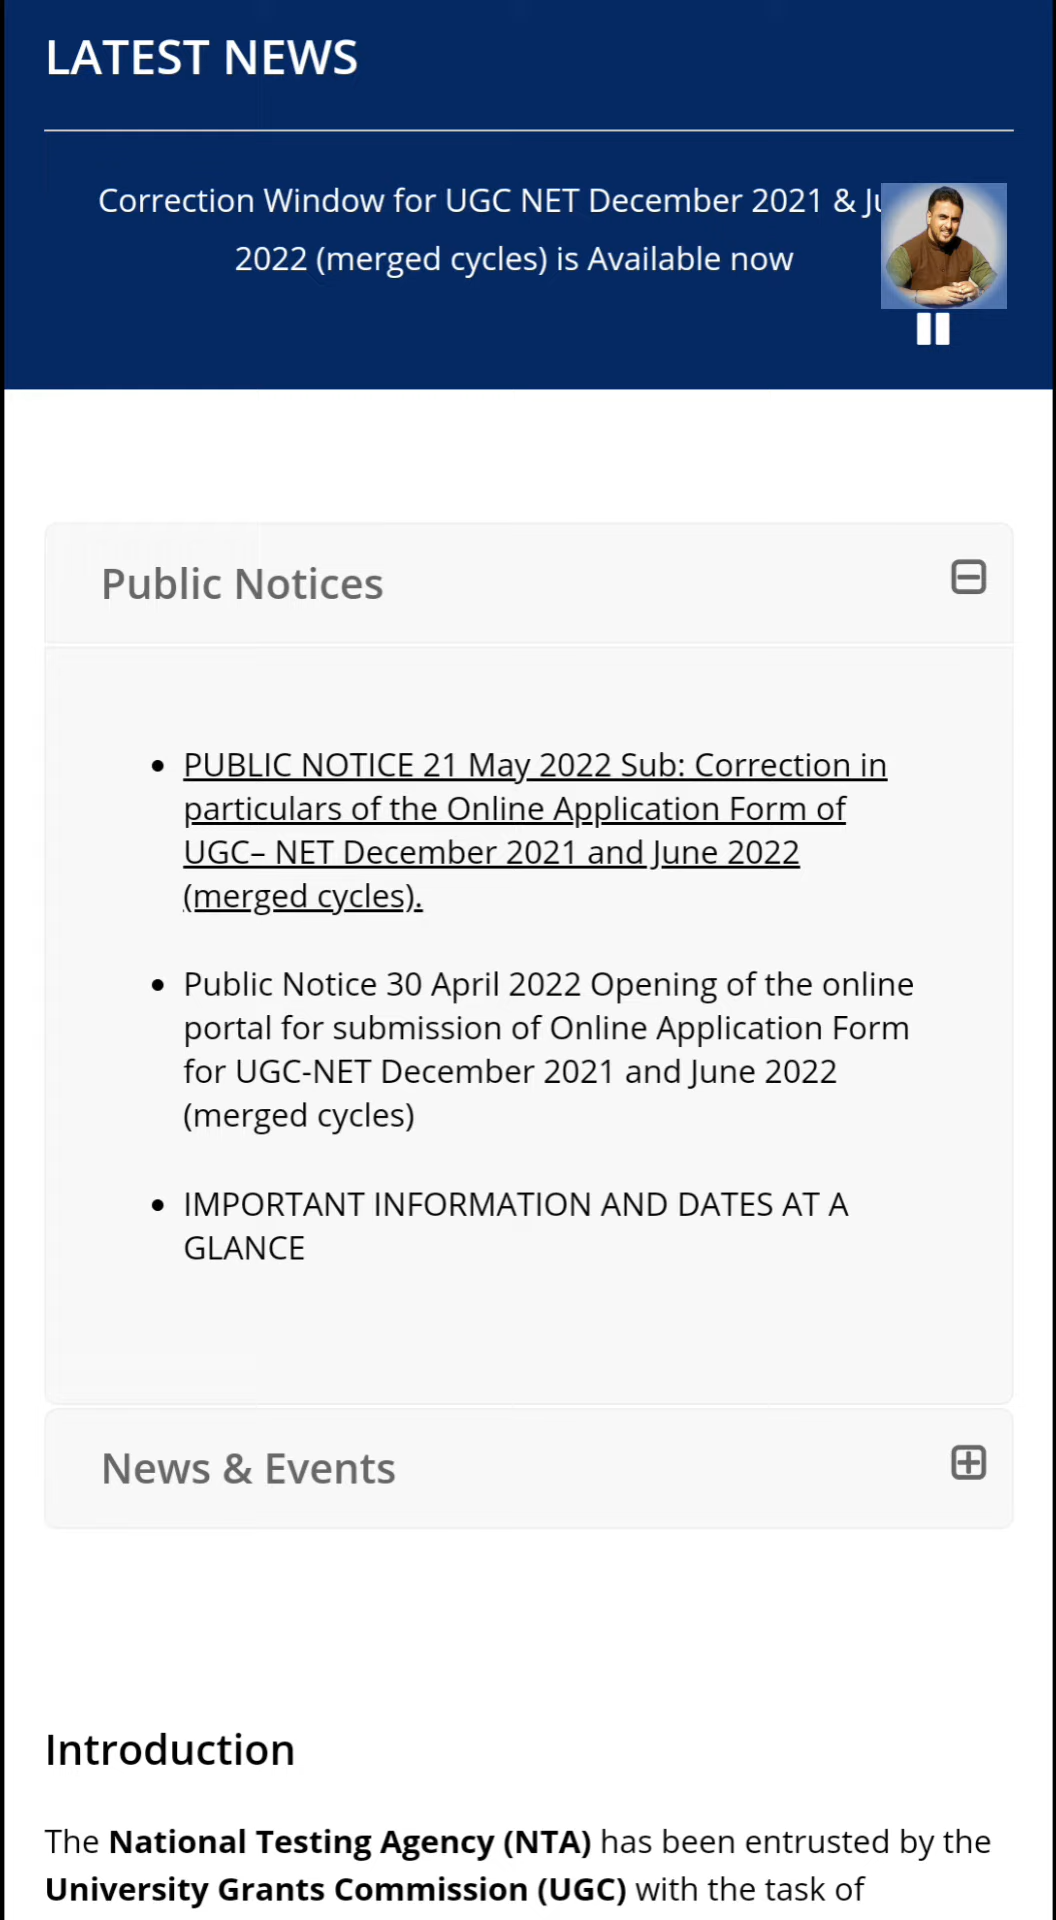 LATEST NEWS
Correction Window for UGC NET December 2021 &
2022 (merged cycles) is Available now
Public Notices
• PUBLIC NOTICE 21 May 2022 Sub: Correction in
particulars of the Online Application Form of
UGC– NET December 2021 and June 2022
(merged cycles).
• Public Notice 30 April 2022 Opening of the online
portal for submission of Online Application Form
for UGC-NET December 2021 and June 2022
(merged cycles)
• IMPORTANT INFORMATION AND DATES AT A
GLANCE
News & Events
Introduction
The National Testing Agency (NTA) has been entrusted by the
University Grants Commission (UGC) with the task of